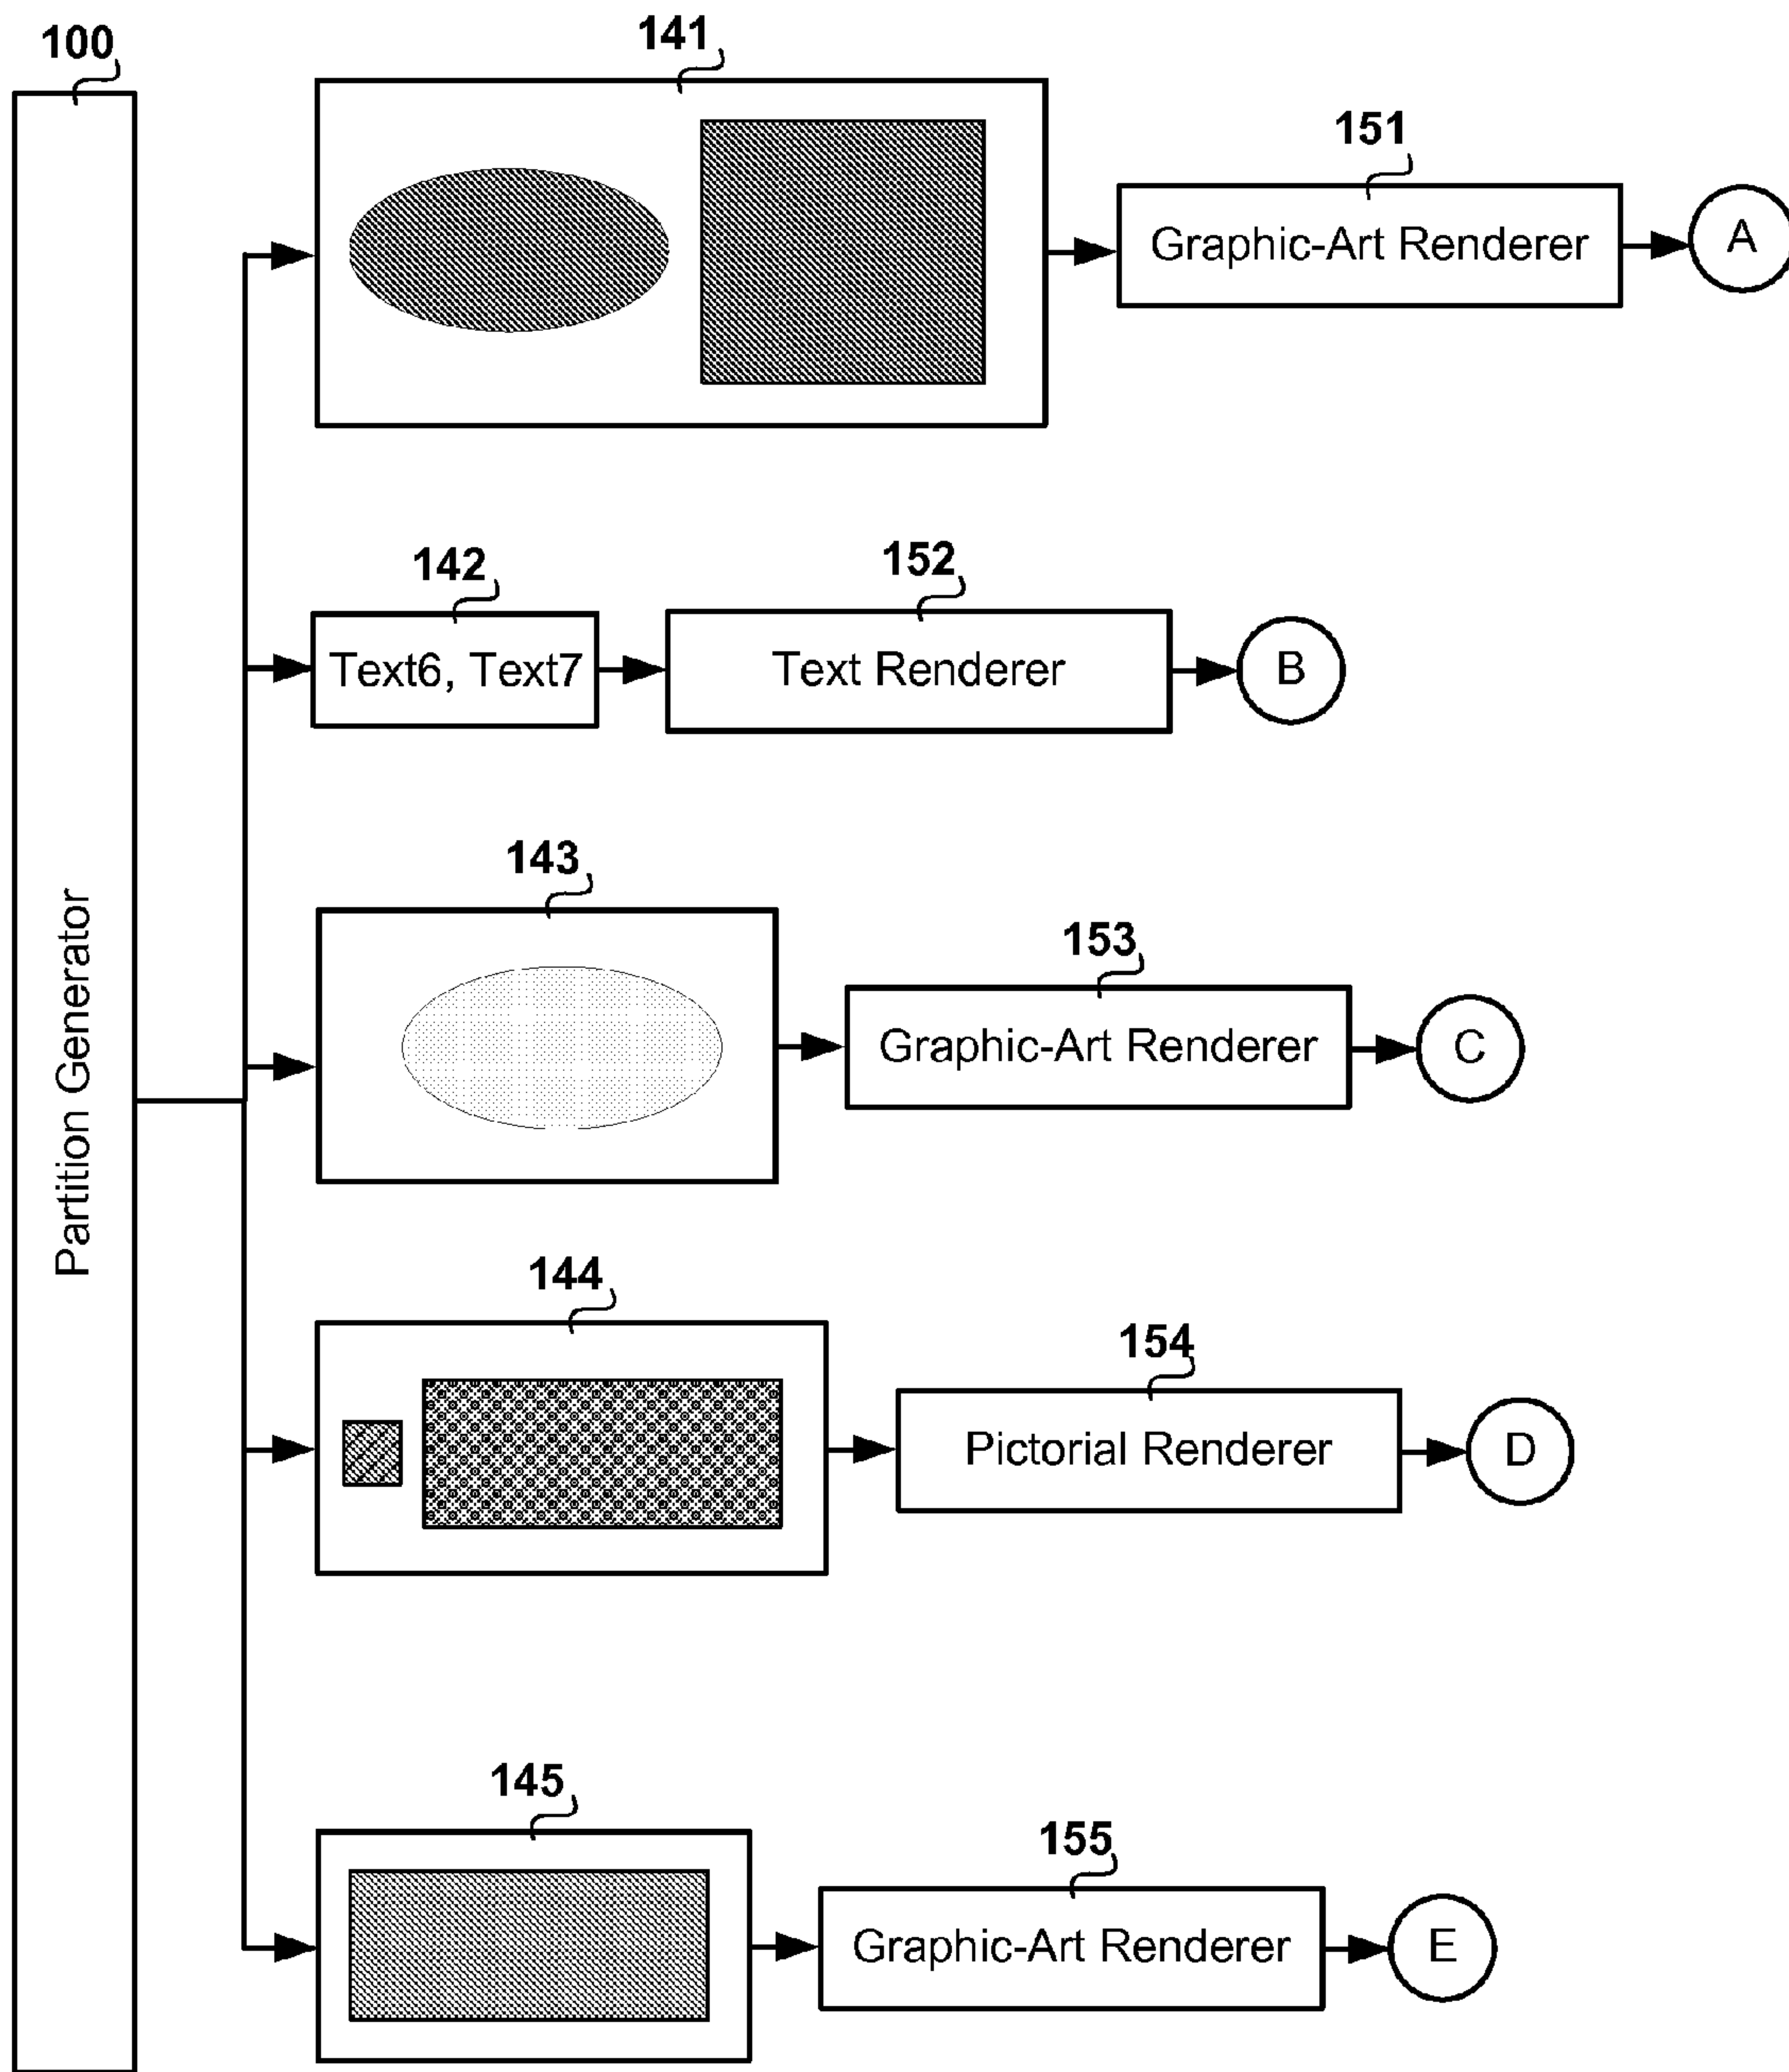 100
141
151
Graphic-Art Renderer
A
142
152
Text6, Text7
Text Renderer
B
143
153
Graphic-Art Renderer
C
Partition Generator
144
154
Pictorial Renderer
D
145
155
Graphic-Art Renderer
E